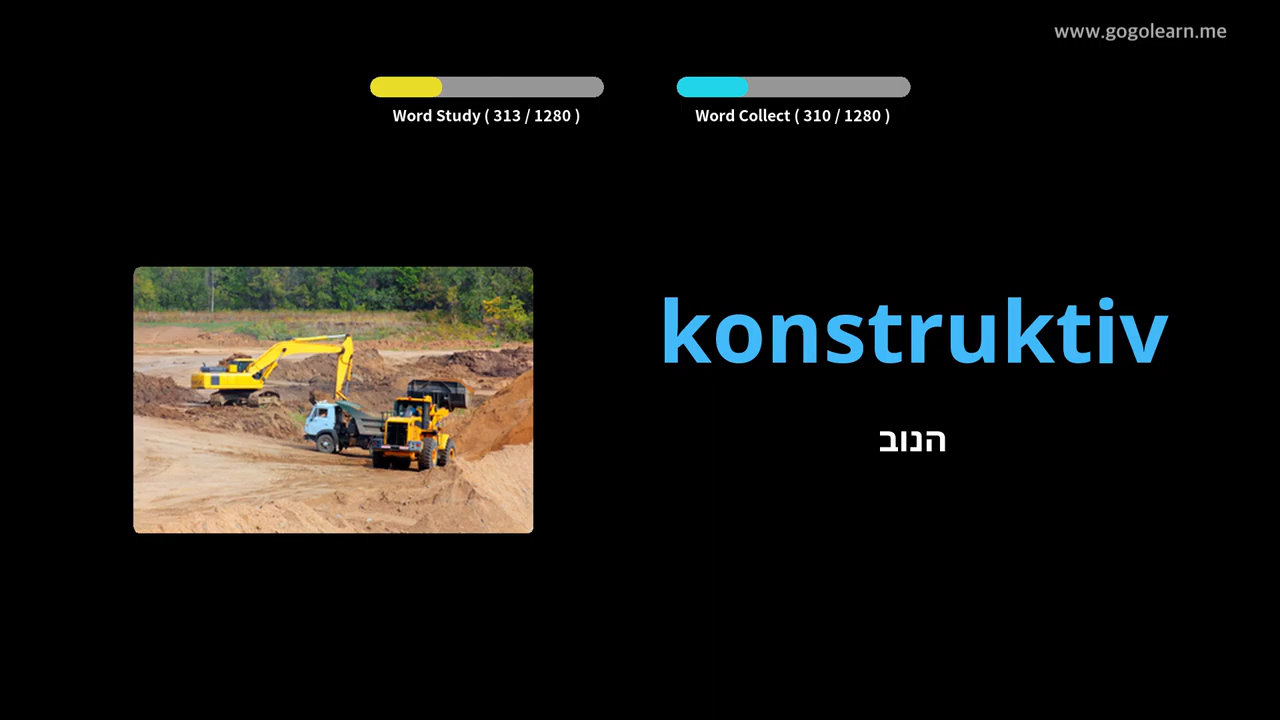 www.gogolearn.me
Word Study ( 313 / 1280 )
Word Collect ( 310 / 1280 )
konstruktiv
הנוב